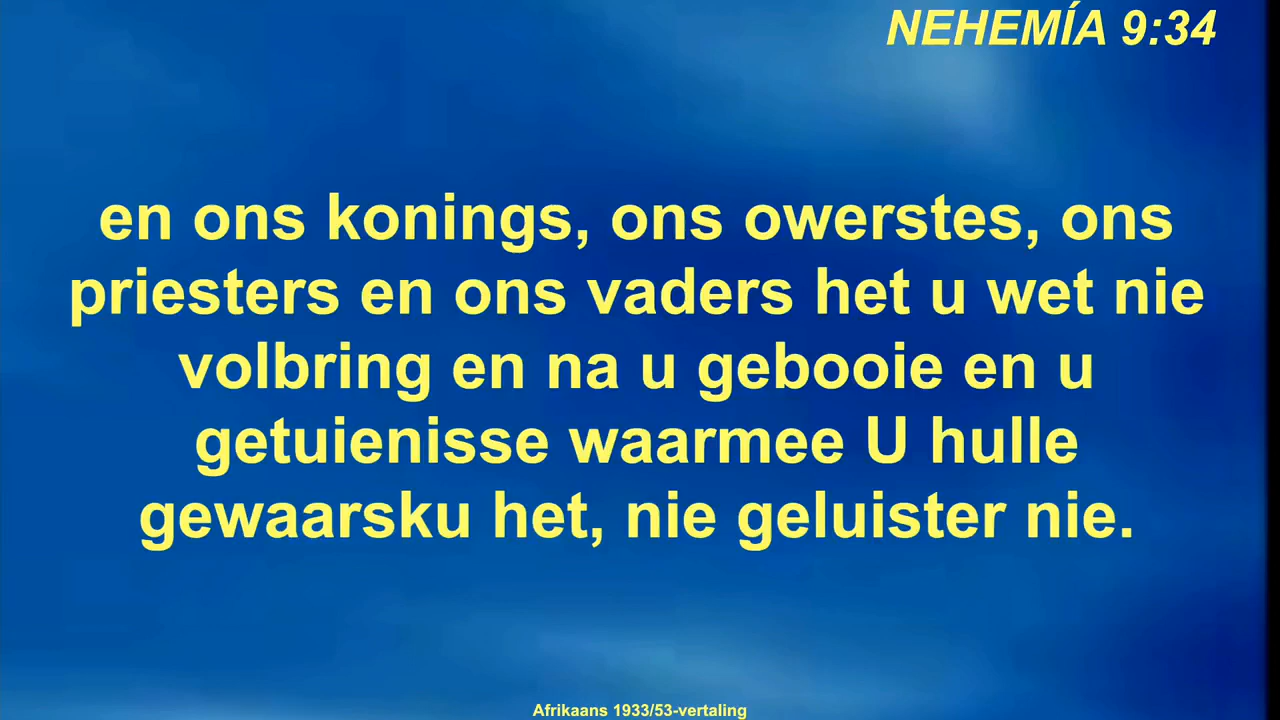 NEHEMÍA 9:34
en ons konings, ons owerstes, ons
priesters en ons vaders het u wet nie
volbring en na u gebooie en u
getuienisse waarmee U hulle
gewaarsku het, nie geluister nie.
Afrikaans 1933/53-vertaling